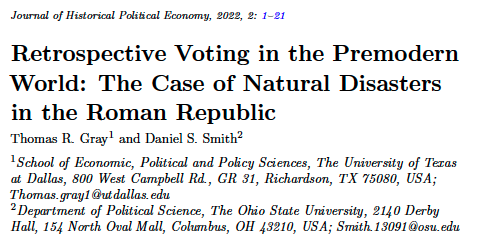 Journal of Historical Political Economy, 2022, 2: 1–21
Retrospective Voting in the Premodern
World: The Case of Natural Disasters
in the Roman Republic
Thomas R. Gray¹ and Daniel S. Smith²
¹School of Economic, Political and Policy Sciences, The University of Texas
at Dallas, 800 West Campbell Rd., GR 31, Richardson, TX 75080, USA;
Thomas.gray1@utdallas.edu
²Department of Political Science, The Ohio State University, 2140 Derby
Hall, 154 North Oval Mall, Columbus, OH 43210, USA; Smith.13091@osu.edu